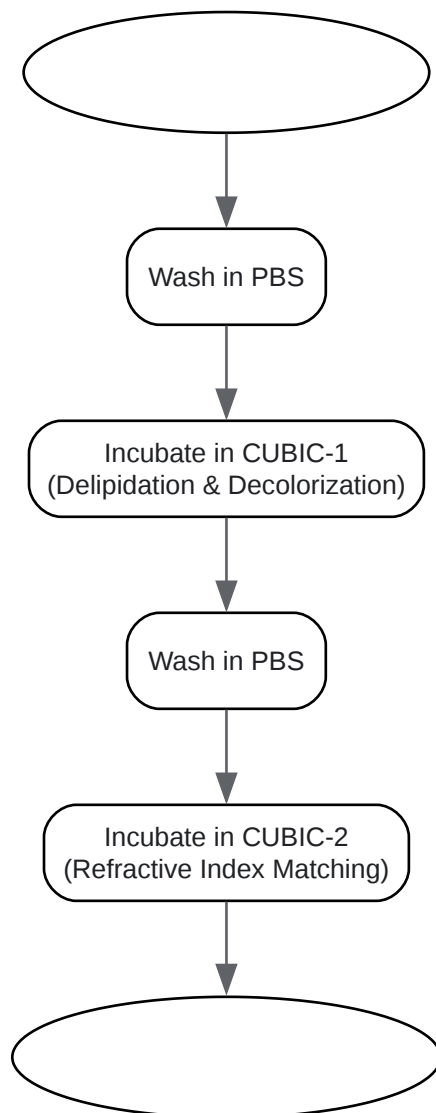 Wash in PBS
Incubate in CUBIC-1
(Delipidation & Decolorization)
Wash in PBS
Incubate in CUBIC-2
(Refractive Index Matching)